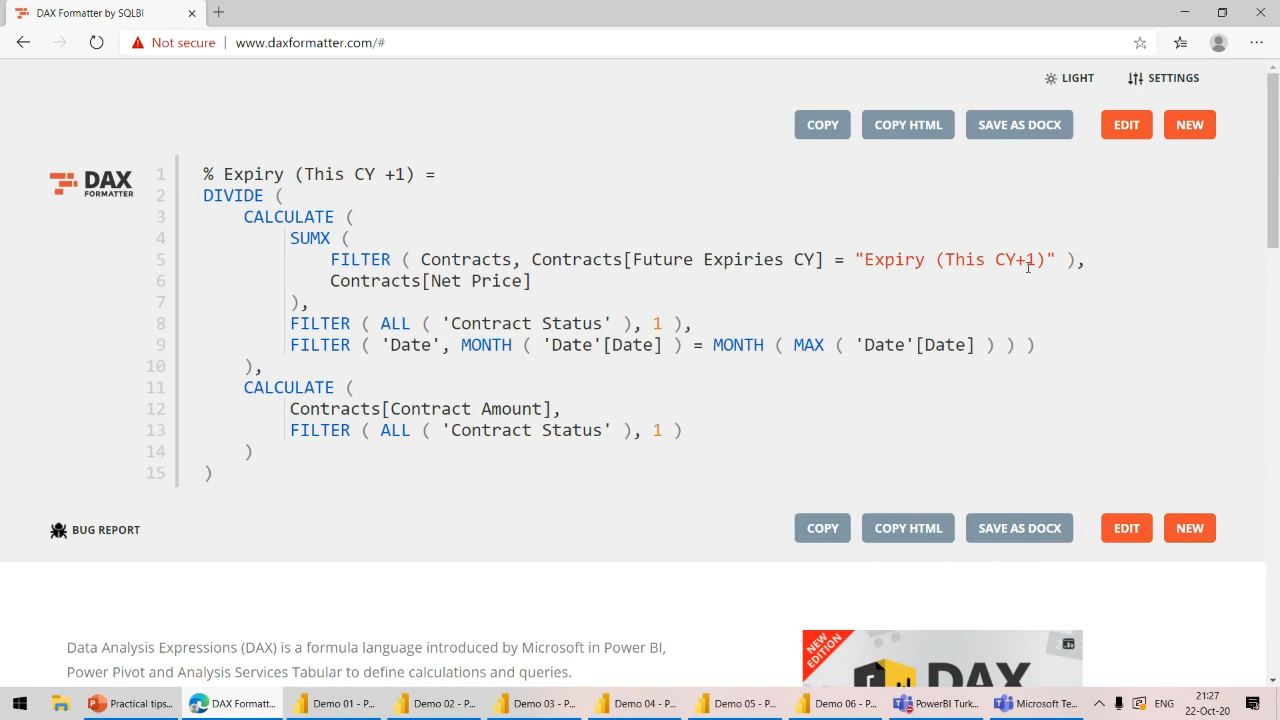 DAX Formatter by SQLBI
Not secure | www.daxformatter.com/#
LIGHT SETTINGS
COPY COPY HTML SAVE AS DOCX EDIT NEW
DAX FORMATTER
1 % Expiry (This CY +1) =
2 DIVIDE (
3 CALCULATE (
4 SUMX (
5 FILTER ( Contracts, Contracts[Future Expiries CY] = "Expiry (This CY+1)" ),
6 Contracts[Net Price]
7 ),
8 FILTER ( ALL ( 'Contract Status' ), 1 ),
9 FILTER ( 'Date', MONTH ( 'Date'[Date] ) = MONTH ( MAX ( 'Date'[Date] ) ) )
10 ),
11 CALCULATE (
12 Contracts[Contract Amount],
13 FILTER ( ALL ( 'Contract Status' ), 1 )
14 )
15 )
BUG REPORT
COPY COPY HTML SAVE AS DOCX EDIT NEW
Data Analysis Expressions (DAX) is a formula language introduced by Microsoft in Power BI,
Power Pivot and Analysis Services Tabular to define calculations and queries.
NEW EDITION
DAX
Practical tips... DAX Formatt... Demo 01 - P... Demo 02 - P... Demo 03 - P... Demo 04 - P... Demo 05 - P... Demo 06 - P... PowerBI Turk... Microsoft Te... ENG 21:27
22-Oct-20